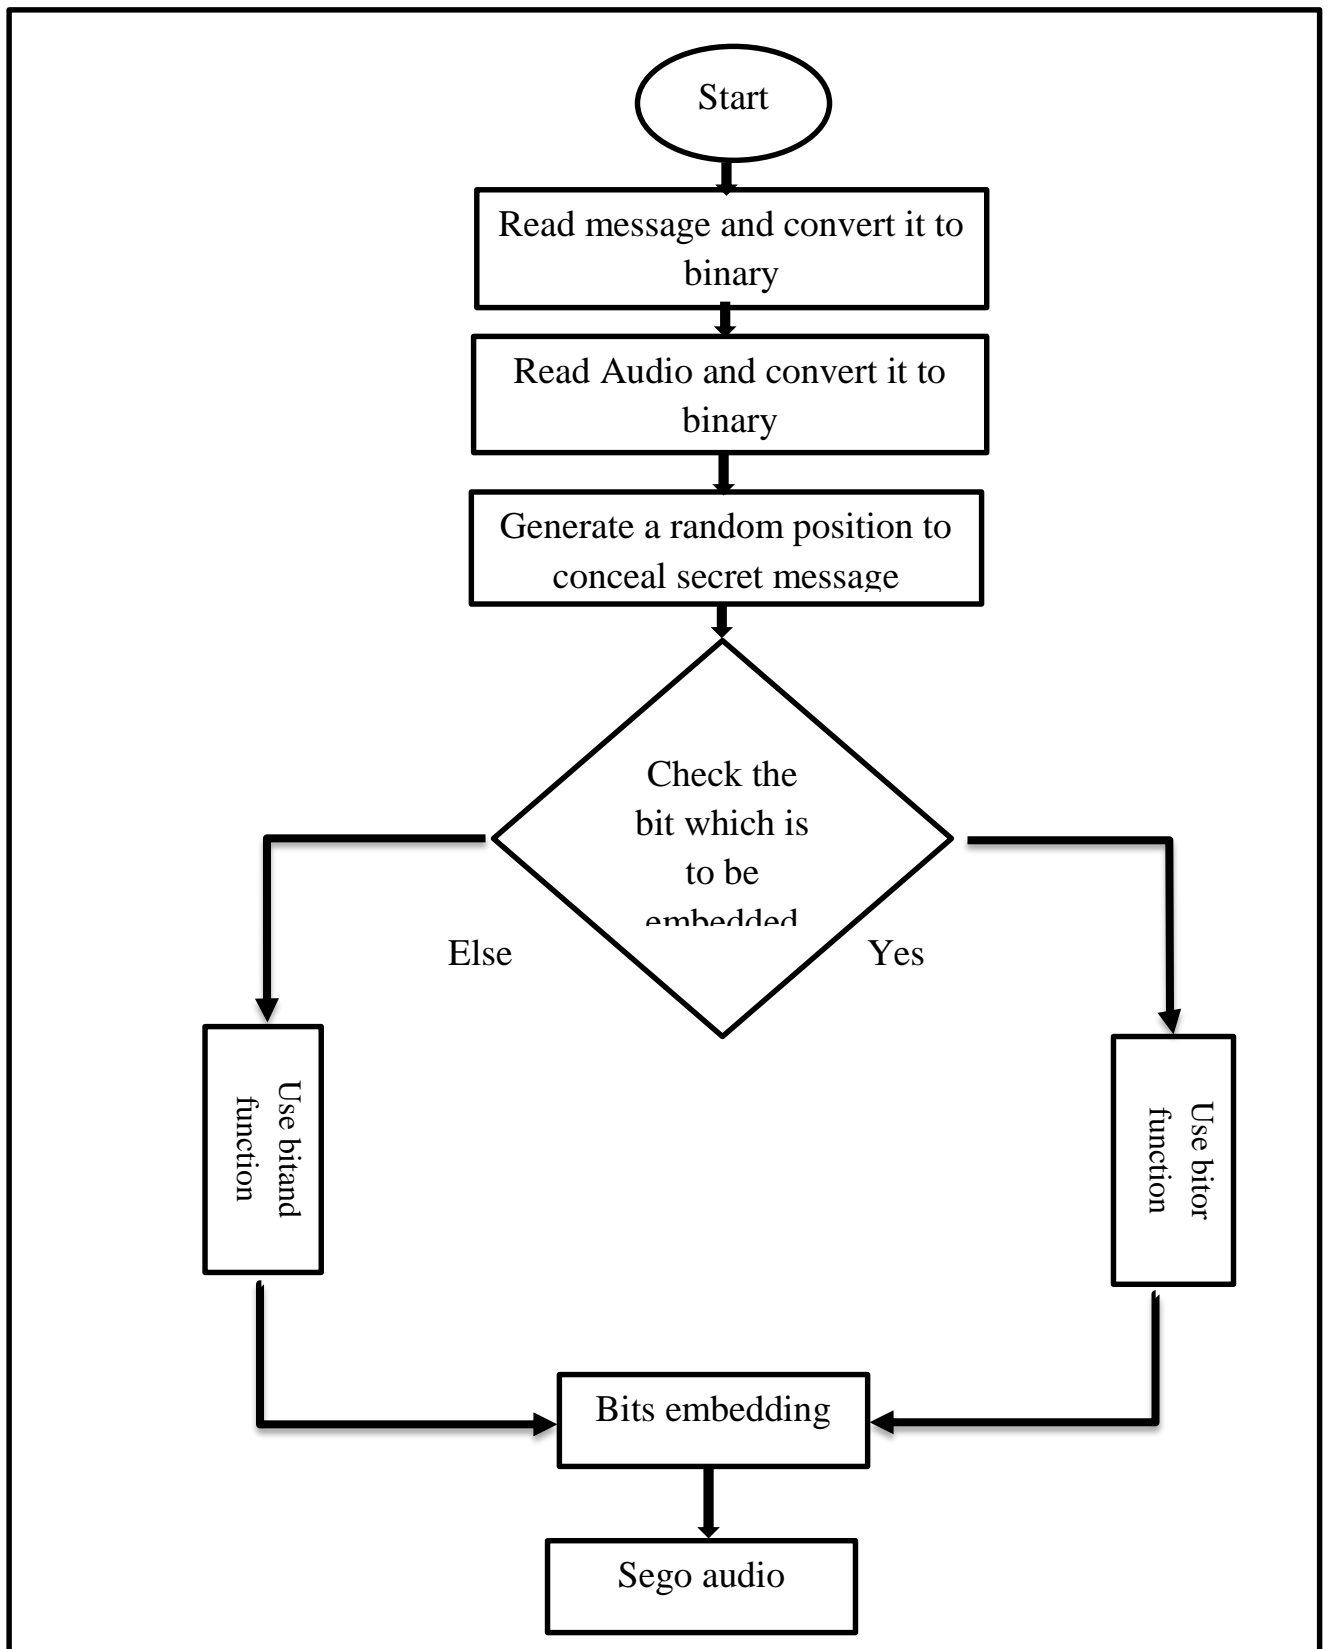 Start
Read message and convert it to
binary
Read Audio and convert it to
binary
Generate a random position to
conceal secret message
Check the
bit which is
to be
embedded
Else
Yes
Use bitand
function
Use bitor
function
Bits embedding
Sego audio